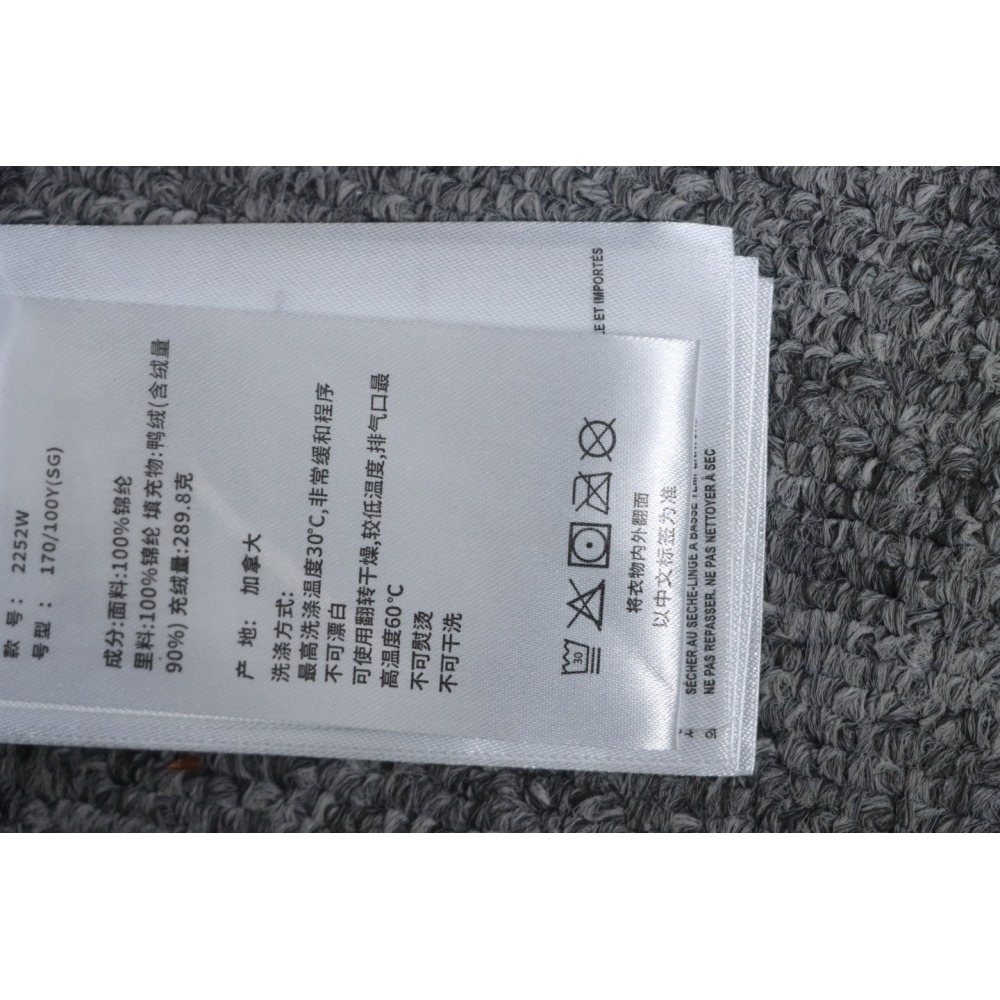 款 号： 2252W
号型： 170/100Y(SG)
成分:面料:100%锦纶
里料:100%锦纶 填充物:鸭绒(含绒量
90%) 充绒量:289.8克
产 地: 加拿大
洗涤方式:
最高洗涤温度30℃,非常缓和程序
不可漂白
可使用翻转干燥,较低温度,排气口最
高温度60℃
不可熨烫
不可干洗
30
将衣物内外翻面
以中文标签为准
E ET IMPORTÉS
SÉCHER AU SÈCHE-LINGE À BASSE
NE PAS REPASSER. NE PAS NETTOYER À SEC